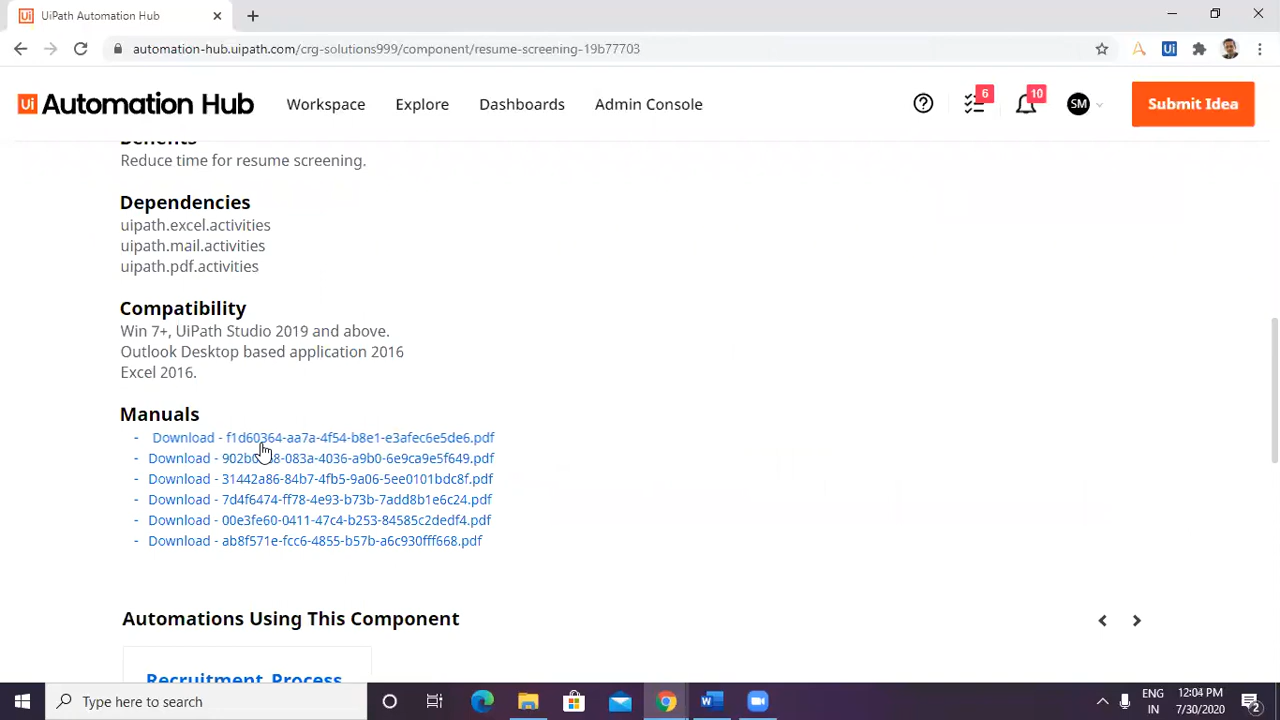 UiPath Automation Hub
automation-hub.uipath.com/crg-solutions999/component/resume-screening-19b77703
Ui Automation Hub
Workspace
Explore
Dashboards
Admin Console
6
10
SM
Submit Idea
Benefits
Reduce time for resume screening.
Dependencies
uipath.excel.activities
uipath.mail.activities
uipath.pdf.activities
Compatibility
Win 7+, UiPath Studio 2019 and above.
Outlook Desktop based application 2016
Excel 2016.
Manuals
- Download - f1d60364-aa7a-4f54-b8e1-e3afec6e5de6.pdf
- Download -
- Download - 31442a86-84b7-4fb5-9a06-5ee0101bdc8f.pdf
- Download - 7d4f6474-ff78-4e93-b73b-7add8b1e6c24.pdf
- Download - 00e3fe60-0411-47c4-b253-84585c2dedf4.pdf
- Download - ab8f571e-fcc6-4855-b57b-a6c930fff668.pdf
Automations Using This Component
Recruitment Process
Type here to search
ENG
IN
12:04 PM
7/30/2020
2